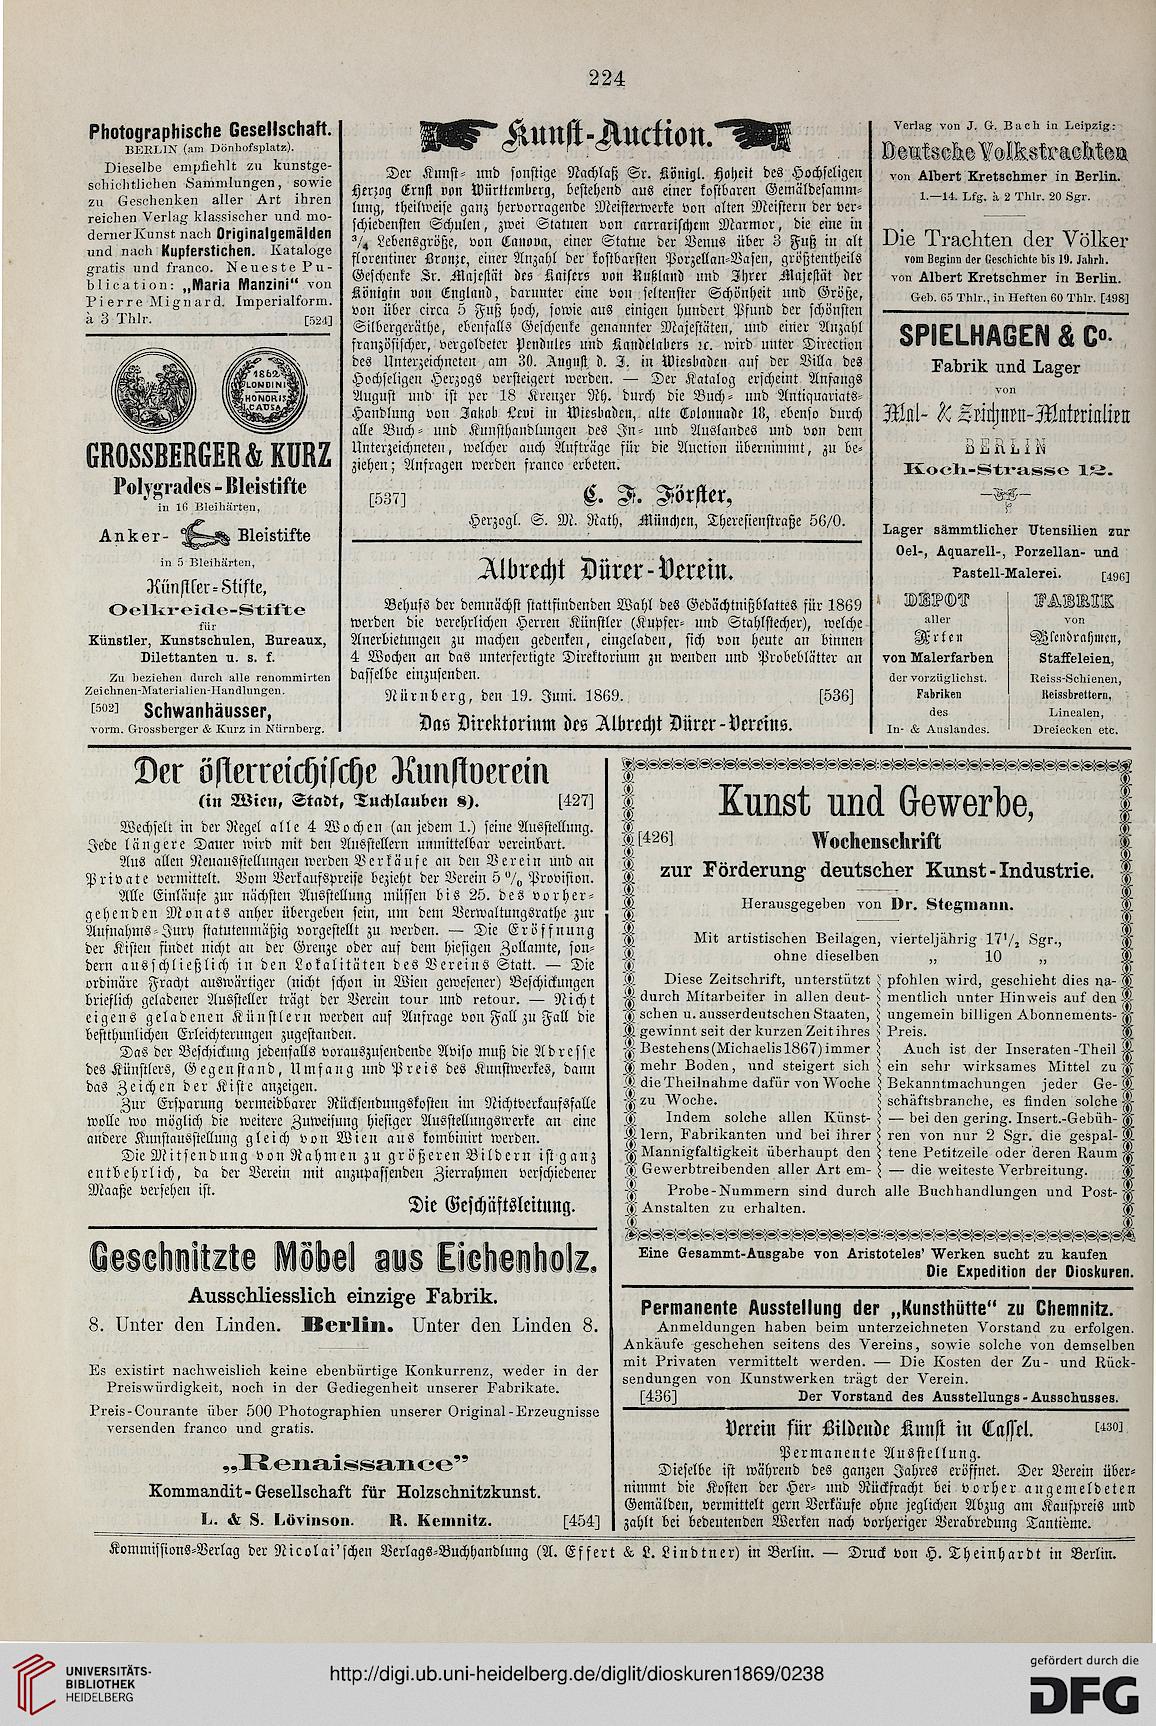 224
Photographische Gesellschaft.
BERLIN (am Dönhofsplatz).
Dieselbe empfiehlt zu kunstge-
schichtlichen Sammlungen, sowie
zu Geschenken aller Art ihren
reichen Verlag klassischer und mo-
derner Kunst nach Originalgemälden
und nach Kupferstichen. Kataloge
gratis und franco. Neueste Pu-
blication: „Maria Manzini“ von
Pierre Mignard. Imperialform.
à 3 Thlr. [524]
1862
LONDINI
HONORIS
CAUSA
GROSSBERGER & KURZ
Polygrades-Bleistifte
in 16 Bleihärten,
Anker- Bleistifte
in 5 Bleihärten,
Künstler-Stifte,
Oelkreide-Stifte
für
Künstler, Kunstschulen, Bureaux,
Dilettanten u. s. f.
Zu beziehen durch alle renommirten
Zeichnen-Materialien-Handlungen.
[502] Schwanhäusser,
vorm. Grossberger & Kurz in Nürnberg.
Kunst-Auction.
Der Kunst- und sonstige Nachlaß Sr. Königl. Hoheit des Hochseligen
Herzog Ernst von Württemberg, bestehend aus einer kostbaren Gemäldesamm-
lung, theilweise ganz hervorragende Meisterwerke von alten Meistern der ver-
schiedensten Schulen, zwei Statuen von carrarischem Marmor, die eine in
3/4 Lebensgröße, von Canova, einer Statue der Venus über 3 Fuß in alt
florentiner Bronze, einer Anzahl der kostbarsten Porzellan-Vasen, größtentheils
Geschenke Sr. Majestät des Kaisers von Rußland und Ihrer Majestät der
Königin von England, darunter eine von seltenster Schönheit und Größe,
von über circa 5 Fuß hoch, sowie aus einigen hundert Pfund der schönsten
Silbergeräthe, ebenfalls Geschenke genannter Majestäten, und einer Anzahl
französischer, vergoldeter Pendules und Kandelabers ꝛc. wird unter Direction
des Unterzeichneten am 30. August d. J. in Wiesbaden auf der Villa des
Hochseligen Herzogs versteigert werden. — Der Katalog erscheint Anfangs
August und ist per 18 Kreuzer Rh. durch die Buch- und Antiquariats-
Handlung von Jakob Levi in Wiesbaden, alte Colonnade 18, ebenso durch
alle Buch- und Kunsthandlungen des In- und Auslandes und von dem
Unterzeichneten, welcher auch Aufträge für die Auction übernimmt, zu be-
ziehen; Anfragen werden franco erbeten.
[537] C. F. Förster,
Herzogl. S. M. Rath, München, Theresienstraße 56/0.
Albrecht Dürer-Verein.
Behufs der demnächst stattfindenden Wahl des Gedächtnißblattes für 1869
werden die verehrlichen Herren Künstler (Kupfer- und Stahlstecher), welche
Anerbietungen zu machen gedenken, eingeladen, sich von heute an binnen
4 Wochen an das unterfertigte Direktorium zu wenden und Probeblätter an
dasselbe einzusenden.
Nürnberg, den 19. Juni. 1869. [536]
Das Direktorium des Albrecht Dürer-Vereins.
Verlag von J. G. Bach in Leipzig:
Deutsche Volkstrachten
von Albert Kretschmer in Berlin.
1.—14. Lfg. à 2 Thlr. 20 Sgr.
Die Trachten der Völker
vom Beginn der Geschichte bis 19. Jahrh.
von Albert Kretschmer in Berlin.
Geb. 65 Thlr., in Heften 60 Thlr. [498]
SPIELHAGEN & Co.
Fabrik und Lager
von
Mal- & Zeichnen-Materialien
BERLIN
Koch-Strasse 12.
Lager sämmtlicher Utensilien zur
Oel-, Aquarell-, Porzellan- und
Pastell-Malerei. [496]
DEPOT
aller
Arten
von Malerfarben
der vorzüglichst.
Fabriken
des
In- & Auslandes.
FABRIK
von
Blendrahmen,
Staffeleien,
Reiss-Schienen,
Reissbrettern,
Linealen,
Dreiecken etc.
Der österreichische Kunstverein
(in Wien, Stadt, Tuchlauben 8). [427]
Wechselt in der Regel alle 4 Wochen (an jedem 1.) seine Ausstellung.
Jede längere Dauer wird mit den Ausstellern unmittelbar vereinbart.
Aus allen Neuausstellungen werden Verkäufe an den Verein und an
Private vermittelt. Vom Verkaufspreise bezieht der Verein 5 % Provision.
Alle Einläufe zur nächsten Ausstellung müssen bis 25. des vorher-
gehenden Monats anher übergeben sein, um dem Verwaltungsrathe zur
Aufnahms-Jury statutenmäßig vorgestellt zu werden. — Die Eröffnung
der Kisten findet nicht an der Grenze oder auf dem hiesigen Zollamte, son-
dern ausschließlich in den Lokalitäten des Vereins Statt. — Die
ordinäre Fracht auswärtiger (nicht schon in Wien gewesener) Beschickungen
brieflich geladener Aussteller trägt der Verein tour und retour. — Nicht
eigens geladenen Künstlern werden auf Anfrage von Fall zu Fall die
bestthunlichen Erleichterungen zugestanden.
Das der Beschickung jedenfalls vorauszusendende Aviso muß die Adresse
des Künstlers, Gegenstand, Umfang und Preis des Kunstwerkes, dann
das Zeichen der Kiste anzeigen.
Zur Ersparung vermeidbarer Rücksendungskosten im Nichtverkaufsfalle
wolle wo möglich die weitere Zuweisung hiesiger Ausstellungswerke an eine
andere Kunstausstellung gleich von Wien aus kombinirt werden.
Die Mitsendung von Rahmen zu größeren Bildern ist ganz
entbehrlich, da der Verein mit anzupassenden Zierrahmen verschiedener
Maaße versehen ist.
Die Geschäftsleitung.
Geschnitzte Möbel aus Eichenholz.
Ausschliesslich einzige Fabrik.
8. Unter den Linden. Berlin. Unter den Linden 8.
Es existirt nachweislich keine ebenbürtige Konkurrenz, weder in der
Preiswürdigkeit, noch in der Gediegenheit unserer Fabrikate.
Preis-Courante über 500 Photographien unserer Original-Erzeugnisse
versenden franco und gratis.
„Renaissance”
Kommandit-Gesellschaft für Holzschnitzkunst.
L. & S. Lövinson. R. Kemnitz. [454]
Kunst und Gewerbe,
[426] Wochenschrift
zur Förderung deutscher Kunst-Industrie.
Herausgegeben von Dr. Stegmann.
Mit artistischen Beilagen, vierteljährig 17½ Sgr.,
ohne dieselben „ 10 „
Diese Zeitschrift, unterstützt
durch Mitarbeiter in allen deut-
schen u. ausserdeutschen Staaten,
gewinnt seit der kurzen Zeit ihres
Bestehens (Michaelis 1867) immer
mehr Boden, und steigert sich
die Theilnahme dafür von Woche
zu Woche.
Indem solche allen Künst-
lern, Fabrikanten und bei ihrer
Mannigfaltigkeit überhaupt den
Gewerbtreibenden aller Art em-
pfohlen wird, geschieht dies na-
mentlich unter Hinweis auf den
ungemein billigen Abonnements-
Preis.
Auch ist der Inseraten-Theil
ein sehr wirksames Mittel zu
Bekanntmachungen jeder Ge-
schäftsbranche, es finden solche
— bei den gering. Insert.-Gebüh-
ren von nur 2 Sgr. die gespal-
tene Petitzeile oder deren Raum
— die weiteste Verbreitung.
Probe-Nummern sind durch alle Buchhandlungen und Post-
Anstalten zu erhalten.
Eine Gesammt-Ausgabe von Aristoteles' Werken sucht zu kaufen
Die Expedition der Dioskuren.
Permanente Ausstellung der „Kunsthütte“ zu Chemnitz.
Anmeldungen haben beim unterzeichneten Vorstand zu erfolgen.
Ankäufe geschehen seitens des Vereins, sowie solche von demselben
mit Privaten vermittelt werden. — Die Kosten der Zu- und Rück-
sendungen von Kunstwerken trägt der Verein.
[436] Der Vorstand des Ausstellungs-Ausschusses.
Verein für Bildende Kunst in Cassel. [430]
Permanente Ausstellung.
Dieselbe ist während des ganzen Jahres eröffnet. Der Verein über-
nimmt die Kosten der Her- und Rückfracht bei vorher angemeldeten
Gemälden, vermittelt gern Verkäufe ohne jeglichen Abzug am Kaufpreis und
zahlt bei bedeutenden Werken nach vorheriger Verabredung Tantième.
Kommissions-Verlag der Nicolai'schen Verlags-Buchhandlung (A. Effert & L. Lindtner) in Berlin. — Druck von H. Theinhardt in Berlin.
UNIVERSITÄTS-
BIBLIOTHEK
HEIDELBERG
http://digi.ub.uni-heidelberg.de/diglit/dioskuren1869/0238
gefördert durch die
DFG